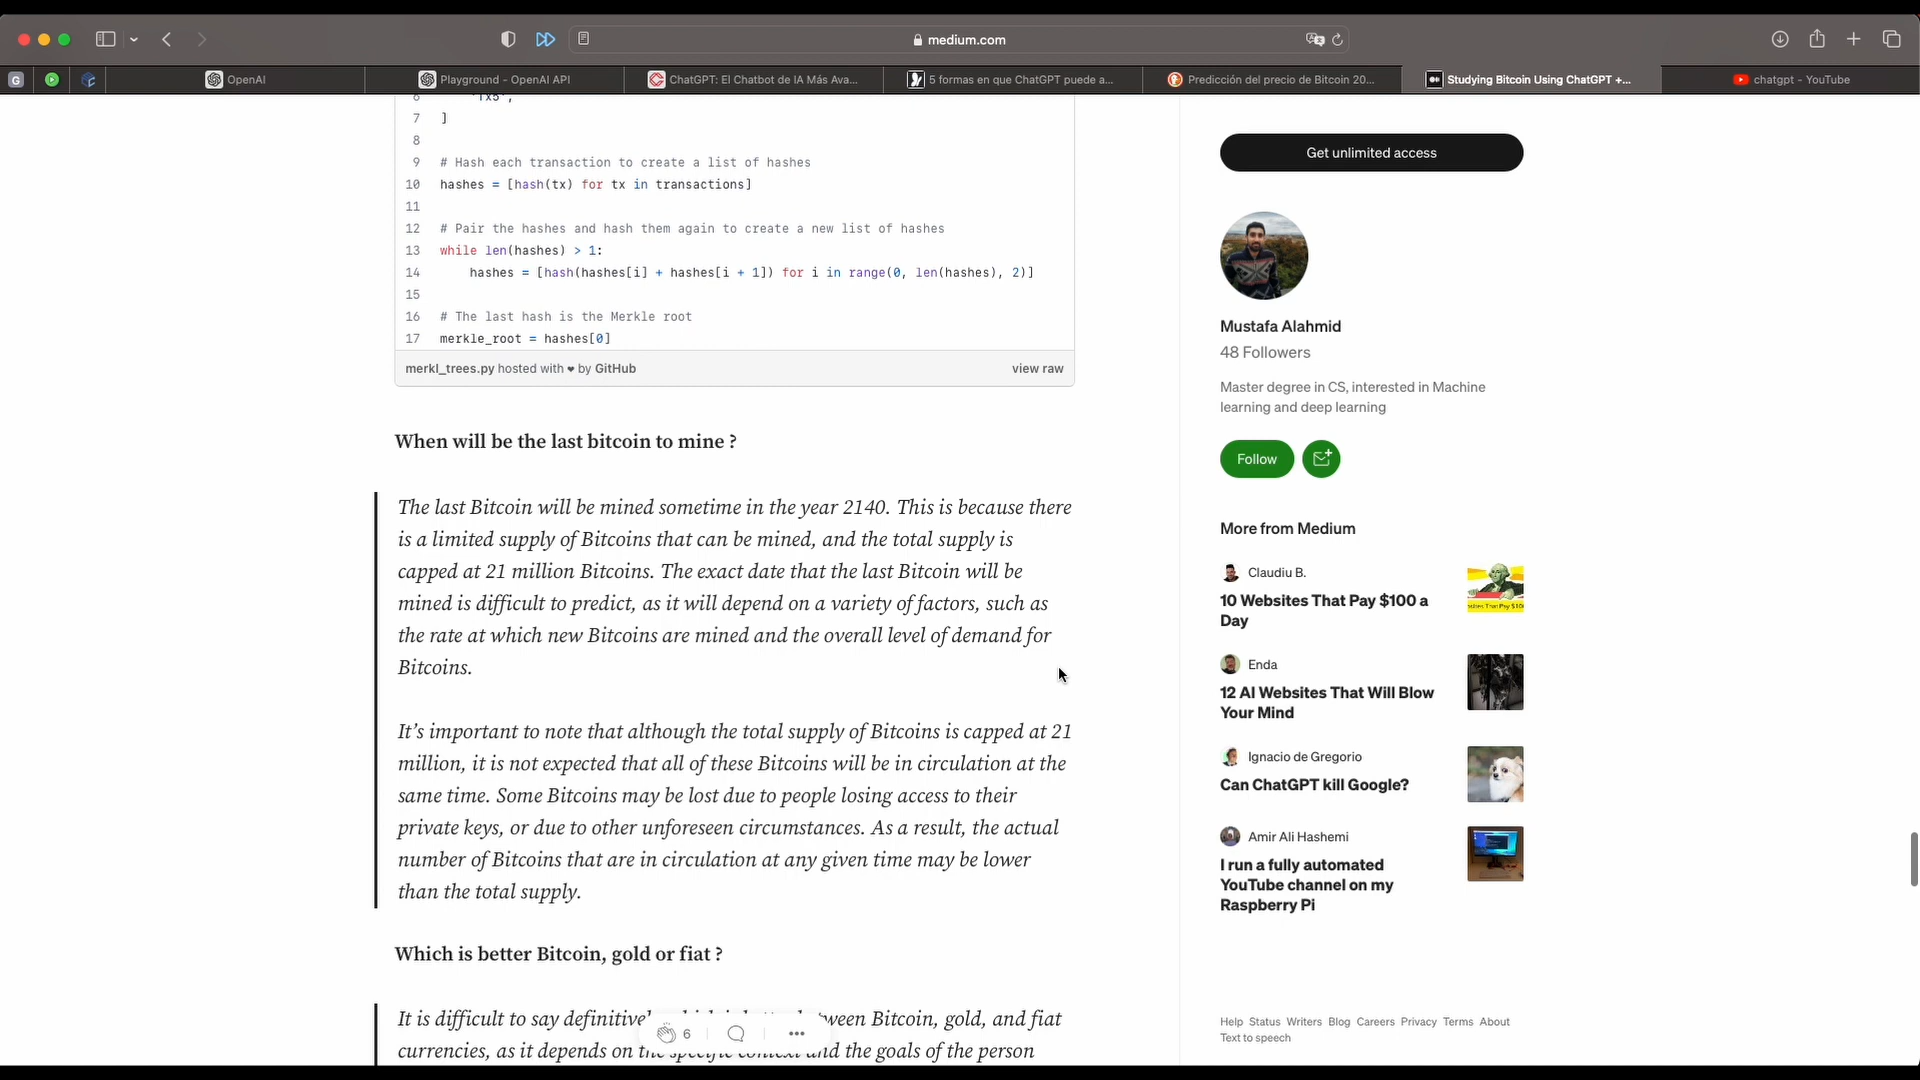 medium.com
G
OpenAI
Playground - OpenAI API
ChatGPT: El Chatbot de IA Más Ava...
5 formas en que ChatGPT puede a...
Predicción del precio de Bitcoin 20...
Studying Bitcoin Using ChatGPT +...
chatgpt - YouTube
6 'Tx5',
7 ]
8
9 # Hash each transaction to create a list of hashes
10 hashes = [hash(tx) for tx in transactions]
11
12 # Pair the hashes and hash them again to create a new list of hashes
13 while len(hashes) > 1:
14 hashes = [hash(hashes[i] + hashes[i + 1]) for i in range(0, len(hashes), 2)]
15
16 # The last hash is the Merkle root
17 merkle_root = hashes[0]
merkl_trees.py hosted with ❤ by GitHub
view raw
When will be the last bitcoin to mine ?
The last Bitcoin will be mined sometime in the year 2140. This is because there
is a limited supply of Bitcoins that can be mined, and the total supply is
capped at 21 million Bitcoins. The exact date that the last Bitcoin will be
mined is difficult to predict, as it will depend on a variety of factors, such as
the rate at which new Bitcoins are mined and the overall level of demand for
Bitcoins.
It's important to note that although the total supply of Bitcoins is capped at 21
million, it is not expected that all of these Bitcoins will be in circulation at the
same time. Some Bitcoins may be lost due to people losing access to their
private keys, or due to other unforeseen circumstances. As a result, the actual
number of Bitcoins that are in circulation at any given time may be lower
than the total supply.
Which is better Bitcoin, gold or fiat ?
It is difficult to say definitively between Bitcoin, gold, and fiat
currencies, as it depends on the specific context and the goals of the person
6
Get unlimited access
Mustafa Alahmid
48 Followers
Master degree in CS, interested in Machine
learning and deep learning
Follow
More from Medium
Claudiu B.
10 Websites That Pay $100 a
Day
Enda
12 AI Websites That Will Blow
Your Mind
Ignacio de Gregorio
Can ChatGPT kill Google?
Amir Ali Hashemi
I run a fully automated
YouTube channel on my
Raspberry Pi
Help Status Writers Blog Careers Privacy Terms About
Text to speech